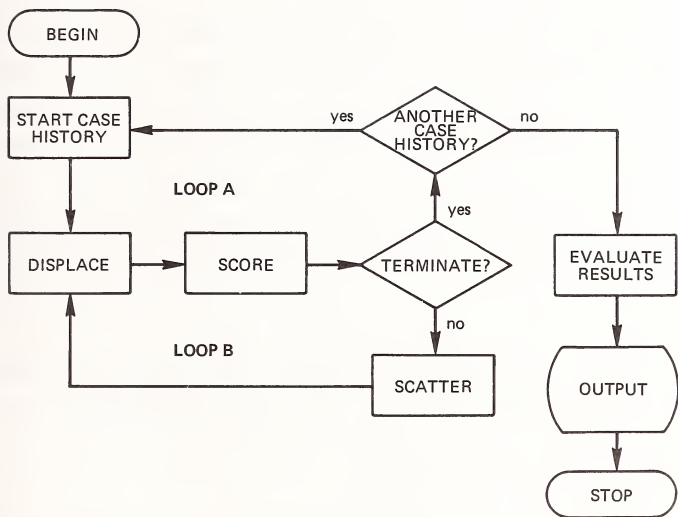 BEGIN
START CASE
HISTORY
yes
ANOTHER
CASE
HISTORY?
no
LOOP A
yes
DISPLACE
SCORE
TERMINATE?
EVALUATE
RESULTS
no
LOOP B
SCATTER
OUTPUT
STOP